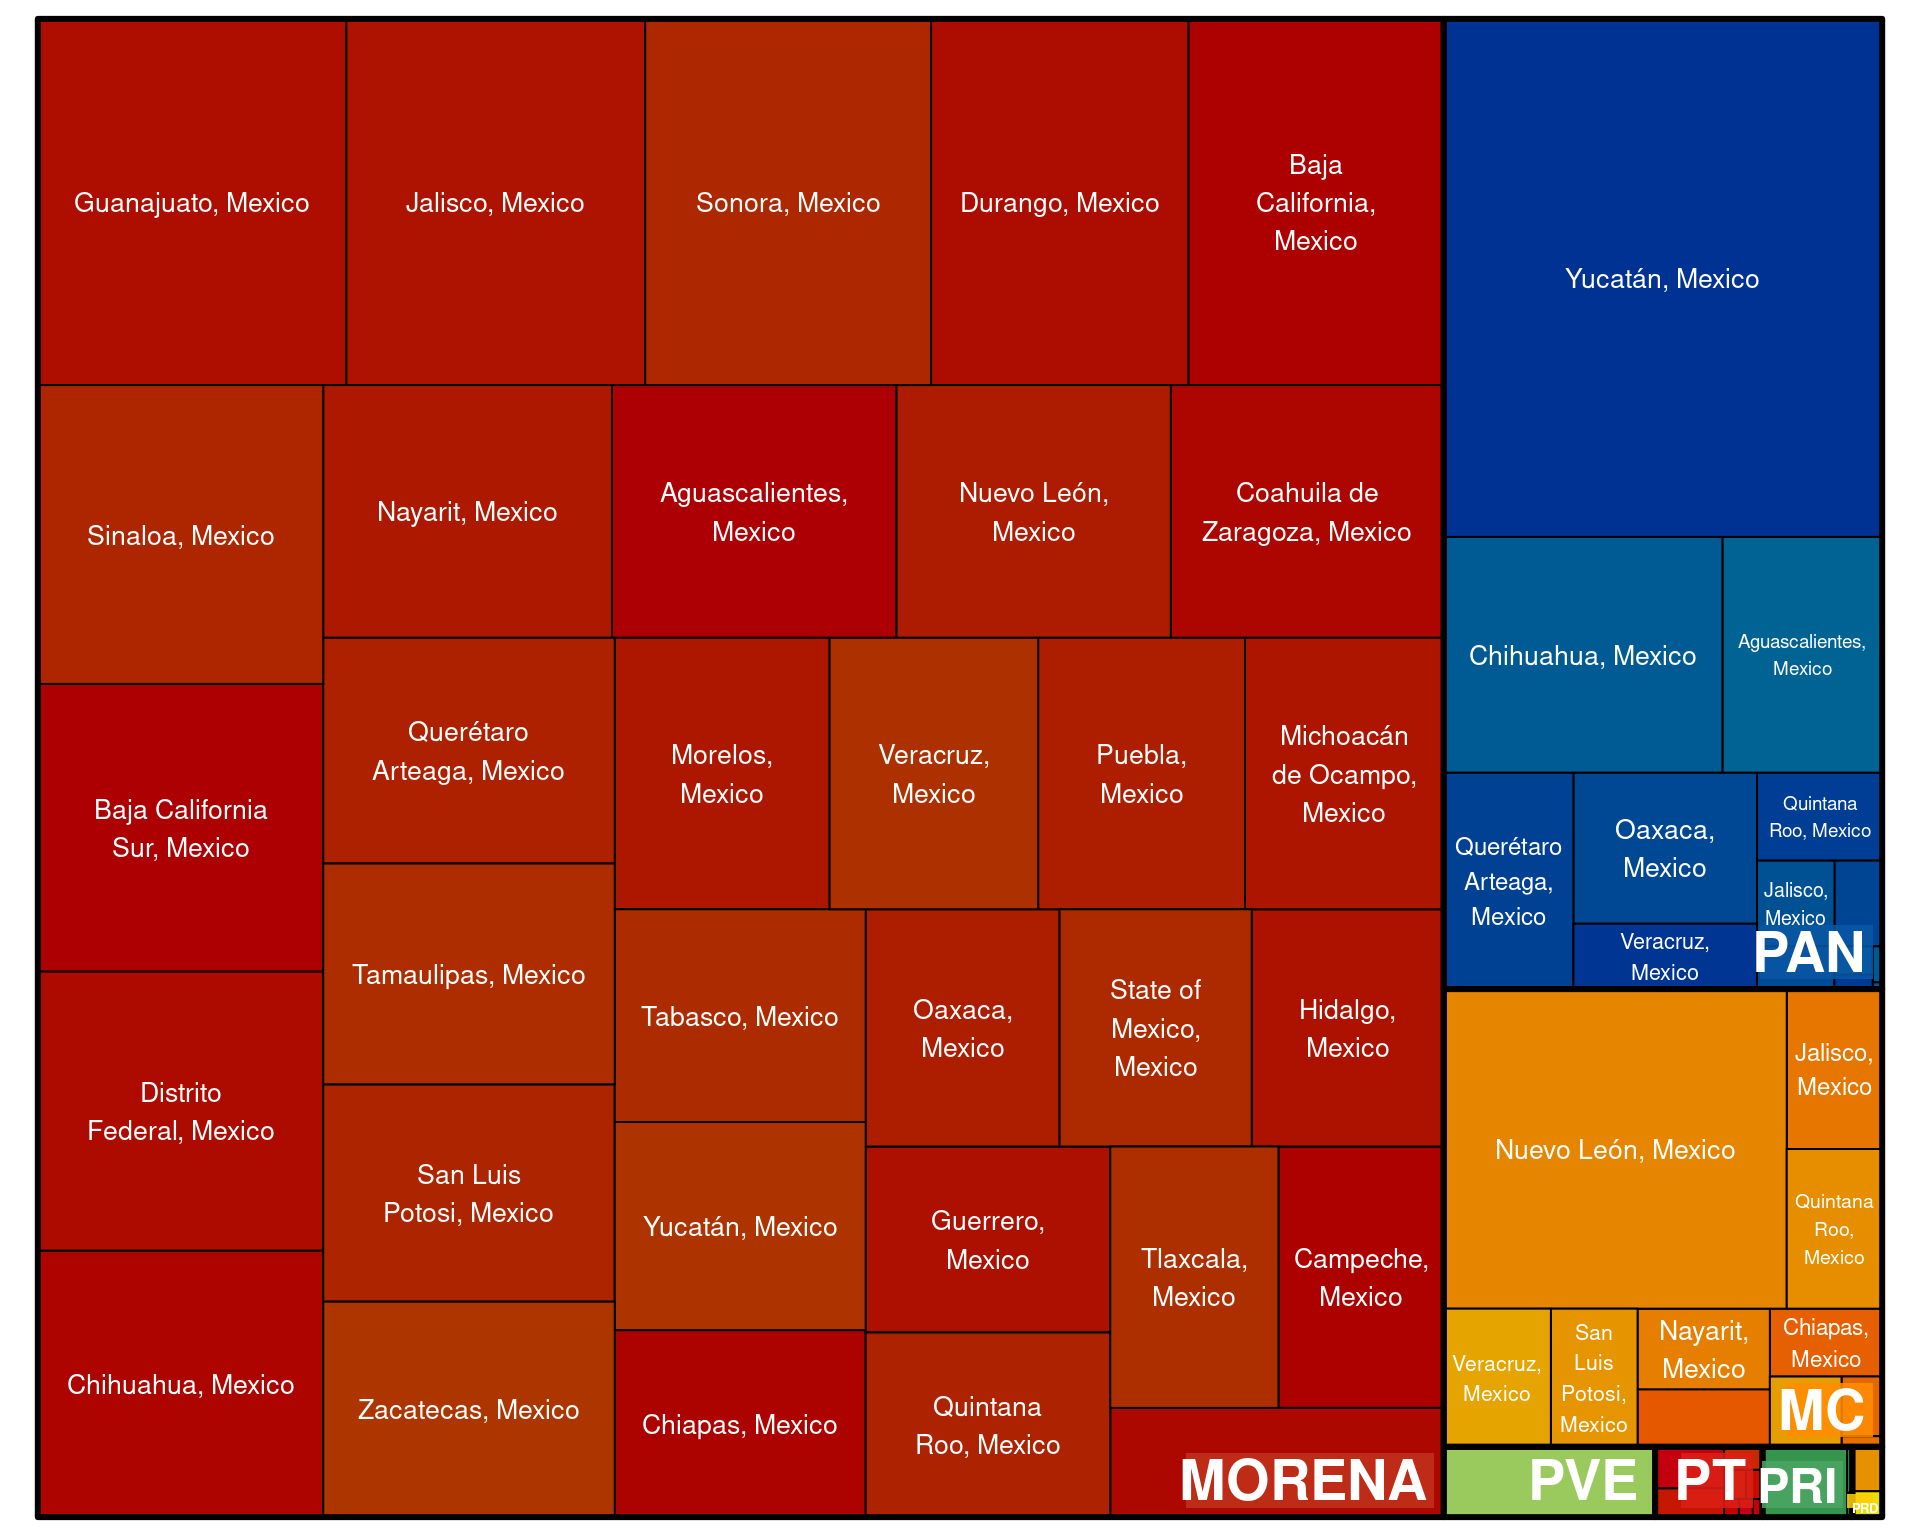 Guanajuato, Mexico
Jalisco, Mexico
Sonora, Mexico
Durango, Mexico
Baja
California,
Mexico
Sinaloa, Mexico
Nayarit, Mexico
Aguascalientes,
Mexico
Nuevo León,
Mexico
Coahuila de
Zaragoza, Mexico
Baja California
Sur, Mexico
Querétaro
Arteaga, Mexico
Morelos,
Mexico
Veracruz,
Mexico
Puebla,
Mexico
Michoacán
de Ocampo,
Mexico
Tamaulipas, Mexico
Tabasco, Mexico
Oaxaca,
Mexico
State of
Mexico,
Mexico
Hidalgo,
Mexico
Distrito
Federal, Mexico
San Luis
Potosi, Mexico
Yucatán, Mexico
Guerrero,
Mexico
Tlaxcala,
Mexico
Campeche,
Mexico
Chihuahua, Mexico
Zacatecas, Mexico
Chiapas, Mexico
Quintana
Roo, Mexico
MORENA
Yucatán, Mexico
Chihuahua, Mexico
Aguascalientes,
Mexico
Querétaro
Arteaga,
Mexico
Oaxaca,
Mexico
Quintana
Roo, Mexico
Jalisco,
Mexico
Veracruz,
Mexico
PAN
Nuevo León, Mexico
Jalisco,
Mexico
Quintana
Roo,
Mexico
Veracruz,
Mexico
San
Luis
Potosi,
Mexico
Nayarit,
Mexico
Chiapas,
Mexico
MC
PVE
PT
PRI
PRD